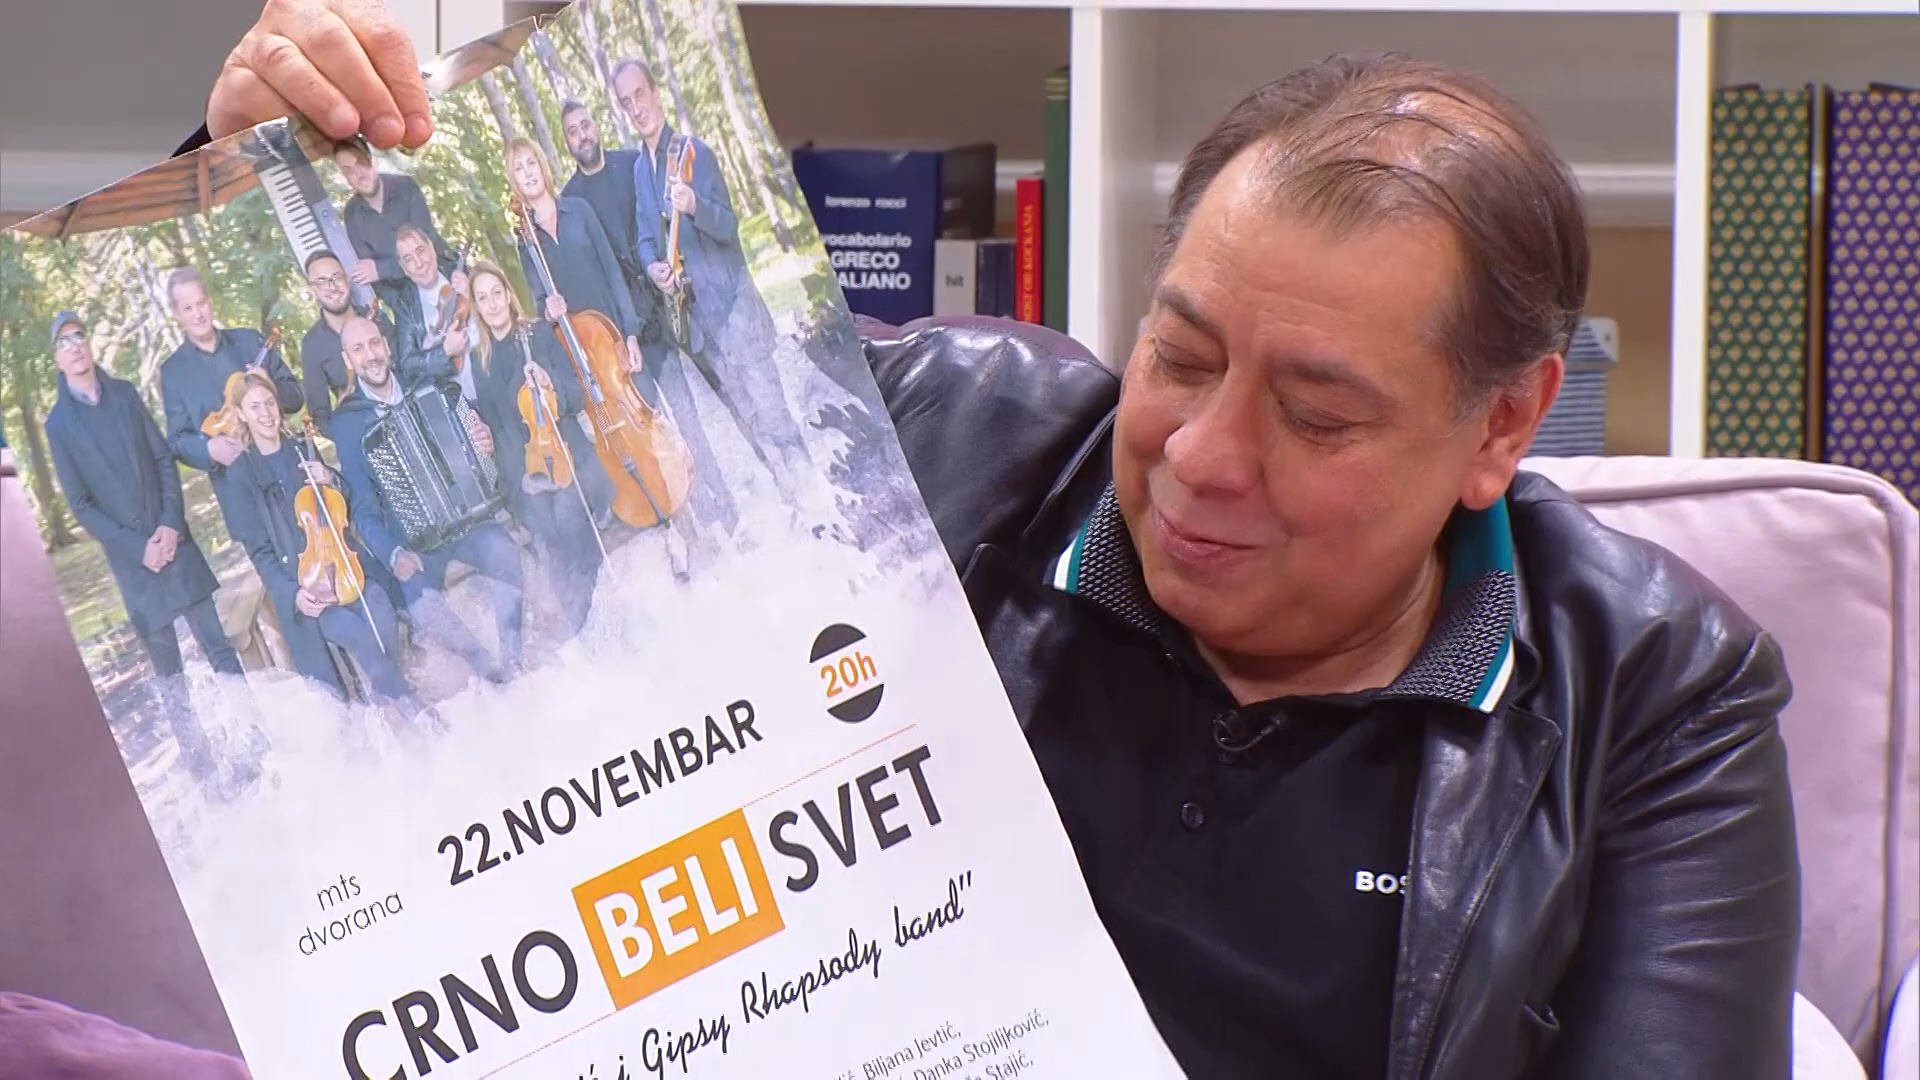 lorenzo rocci
vocabolario
GRECO
hit
20h
22.NOVEMBAR
mts
dvorana
CRNO BELI SVET
i Gipsy Rhapsody band"
Biljana Jevtić,
Danka Stojiljković,
Stajić,
BOS